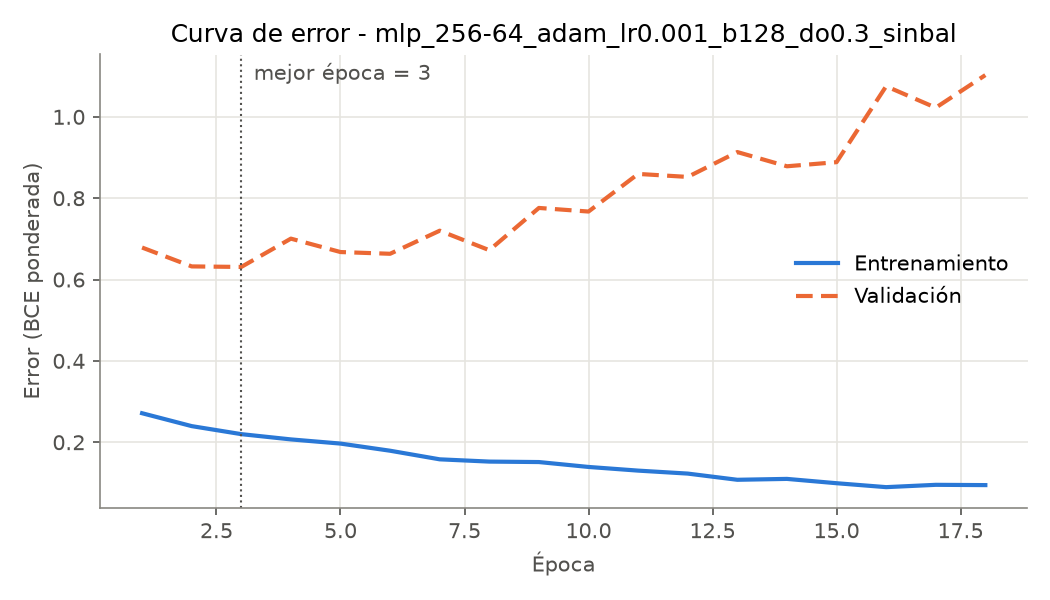 Curva de error - mlp_256-64_adam_lr0.001_b128_do0.3_sinbal
mejor época = 3
Error (BCE ponderada)
1.0
0.8
0.6
0.4
0.2
Entrenamiento
Validación
2.5 5.0 7.5 10.0 12.5 15.0 17.5
Época